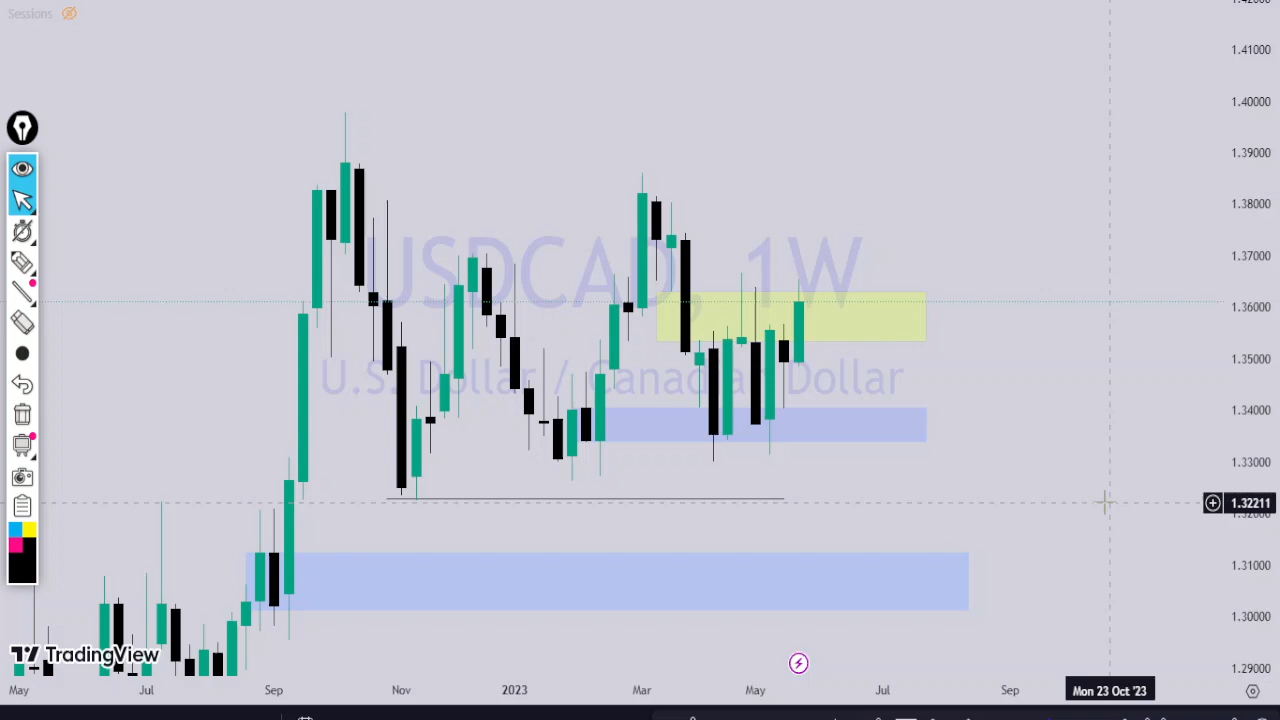 Sessions
1.42000
1.41000
1.40000
1.39000
1.38000
USDCAD, 1W
1.37000
1.36000
1.35000
U.S. Dollar / Canadian Dollar
1.34000
1.33000
1.32211
1.31000
1.30000
TradingView
1.29000
May Jul Sep Nov 2023 Mar May Jul Sep Mon 23 Oct '23